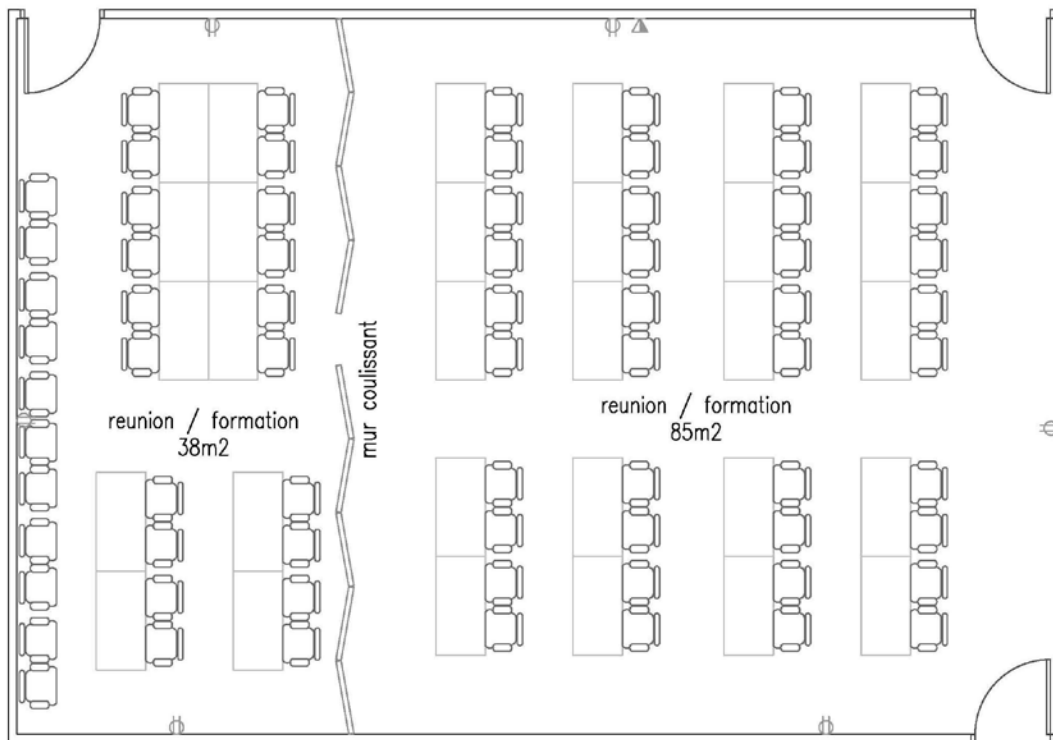 reunion / formation
38m2
mur coulissant
reunion / formation
85m2